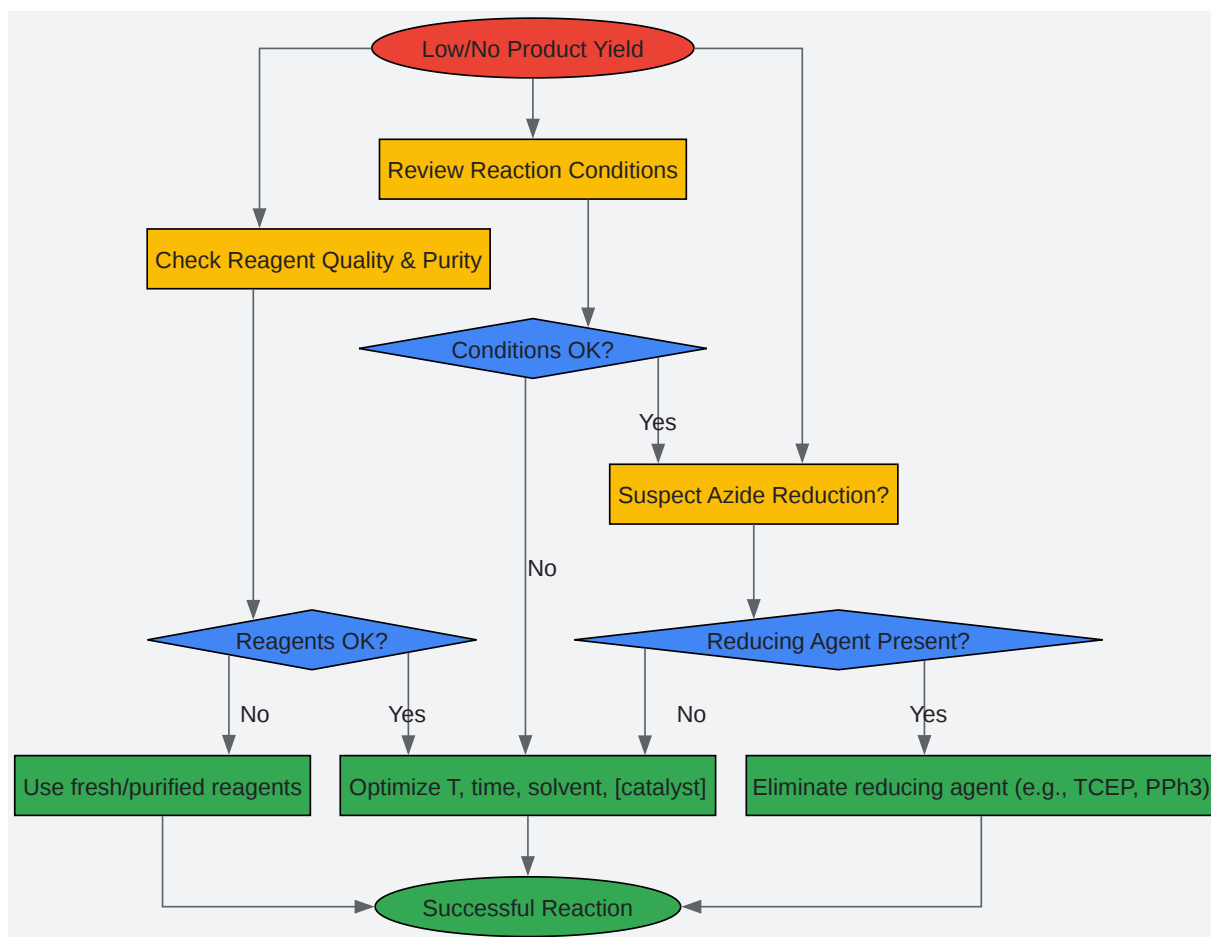 Low/No Product Yield
Review Reaction Conditions
Check Reagent Quality & Purity
Conditions OK?
Yes
Suspect Azide Reduction?
No
Reagents OK?
Reducing Agent Present?
No
Yes
No
Yes
Use fresh/purified reagents
Optimize T, time, solvent, [catalyst]
Eliminate reducing agent (e.g., TCEP, PPh3)
Successful Reaction